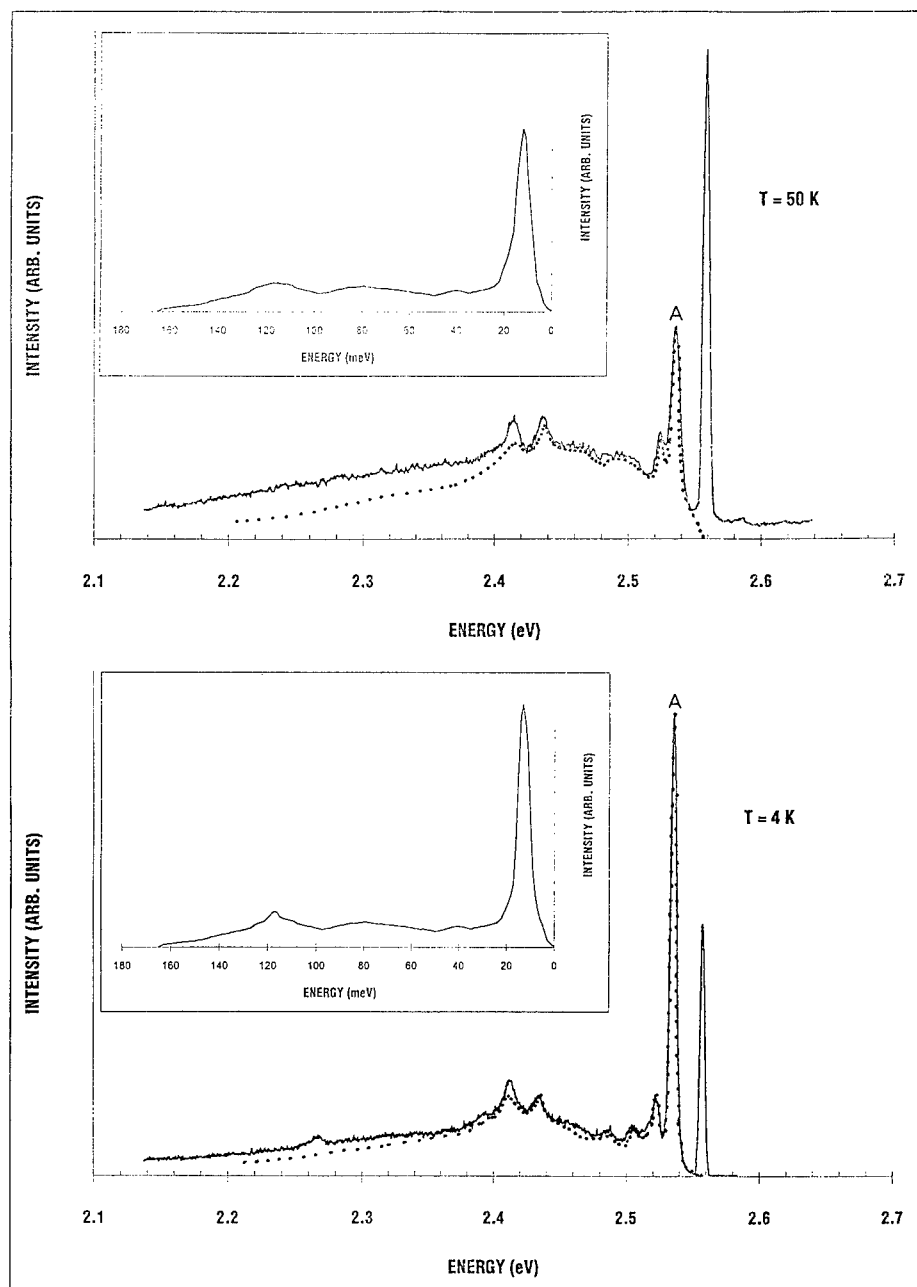 INTENSITY (ARB. UNITS)
INTENSITY (ARB. UNITS)
180 160 140 120 100 80 60 40 20 0
ENERGY (meV)
T = 50 K
A
2.1 2.2 2.3 2.4 2.5 2.6 2.7
ENERGY (eV)
INTENSITY (ARB. UNITS)
INTENSITY (ARB. UNITS)
180 160 140 120 100 80 60 40 20 0
ENERGY (meV)
A
T = 4 K
2.1 2.2 2.3 2.4 2.5 2.6 2.7
ENERGY (eV)